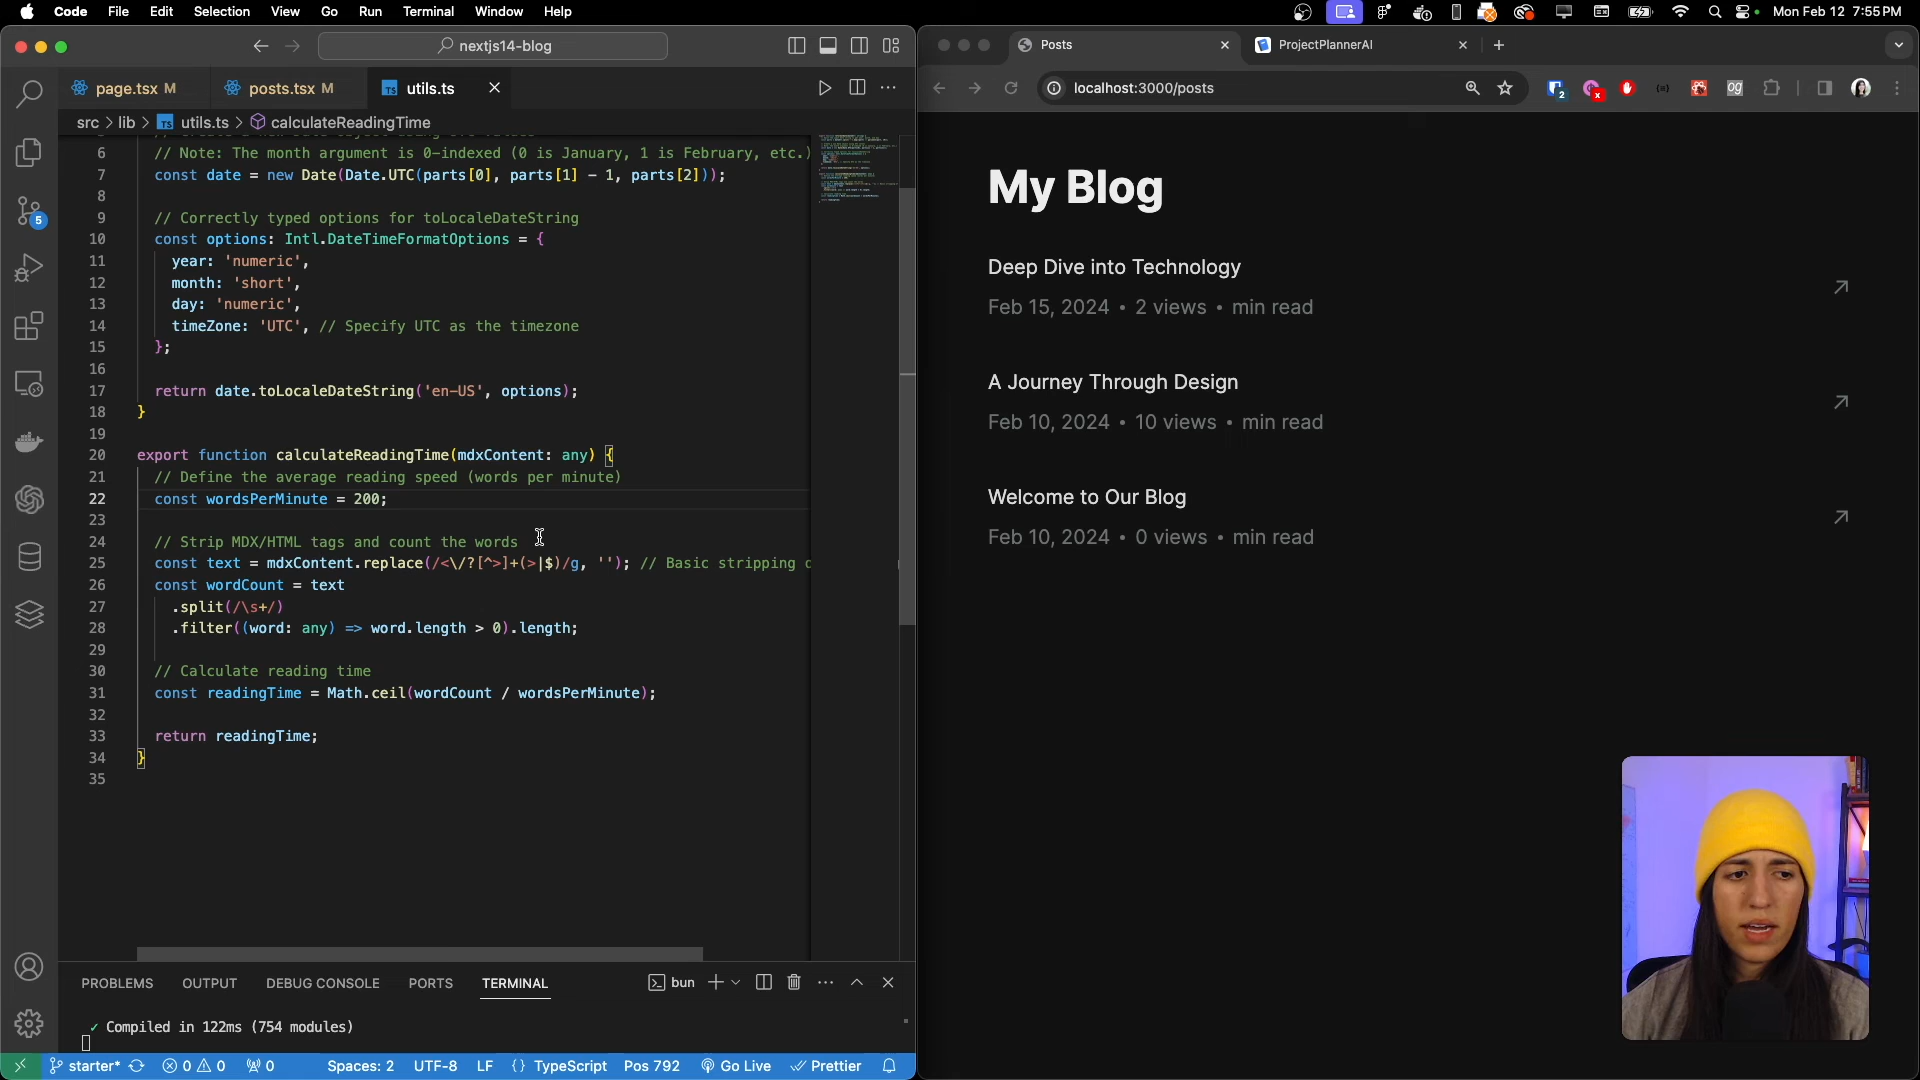 Code File Edit Selection View Go Run Terminal Window Help
Mon Feb 12 7:55 PM
nextjs14-blog
page.tsx M
posts.tsx M
TS utils.ts
src > lib > TS utils.ts > calculateReadingTime
6 // Note: The month argument is 0-indexed (0 is January, 1 is February, etc.)
7 const date = new Date(Date.UTC(parts[0], parts[1] - 1, parts[2]));
8
9 // Correctly typed options for toLocaleDateString
10 const options: Intl.DateTimeFormatOptions = {
11 year: 'numeric',
12 month: 'short',
13 day: 'numeric',
14 timeZone: 'UTC', // Specify UTC as the timezone
15 };
16
17 return date.toLocaleDateString('en-US', options);
18 }
19
20 export function calculateReadingTime(mdxContent: any) {
21 // Define the average reading speed (words per minute)
22 const wordsPerMinute = 200;
23
24 // Strip MDX/HTML tags and count the words
25 const text = mdxContent.replace(/<\/?[^>]+(>|$)/g, ''); // Basic stripping
26 const wordCount = text
27 .split(/\s+/)
28 .filter((word: any) => word.length > 0).length;
29
30 // Calculate reading time
31 const readingTime = Math.ceil(wordCount / wordsPerMinute);
32
33 return readingTime;
34 }
35
5
PROBLEMS OUTPUT DEBUG CONSOLE PORTS TERMINAL
bun
✓ Compiled in 122ms (754 modules)
starter* 0 0 0 Spaces: 2 UTF-8 LF {} TypeScript Pos 792 Go Live Prettier
Posts
ProjectPlannerAI
localhost:3000/posts
2
x
og
My Blog
Deep Dive into Technology
Feb 15, 2024 • 2 views • min read
A Journey Through Design
Feb 10, 2024 • 10 views • min read
Welcome to Our Blog
Feb 10, 2024 • 0 views • min read